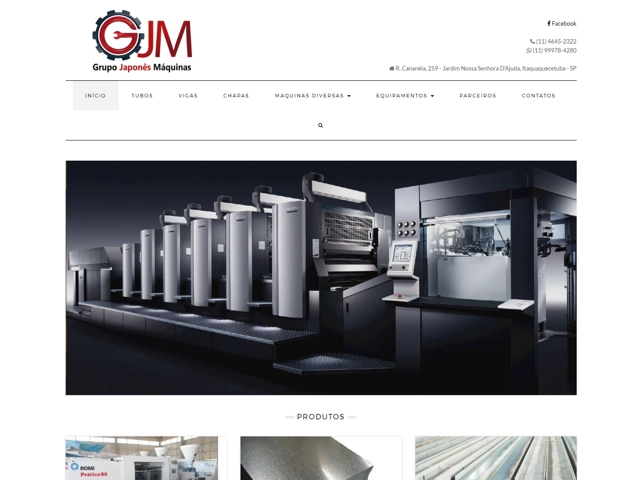 GJM
Grupo Japonês Máquinas
Facebook
(11) 4645-2322
(11) 99978-4280
R. Cananéia, 259 - Jardim Nossa Senhora D'Ajuda, Itaquaquecetuba - SP
INÍCIO TUBOS VIGAS CHAPAS MAQUINAS DIVERSAS EQUIPAMENTOS PARCEIROS CONTATOS
PRODUTOS
ROMI
Prática 80